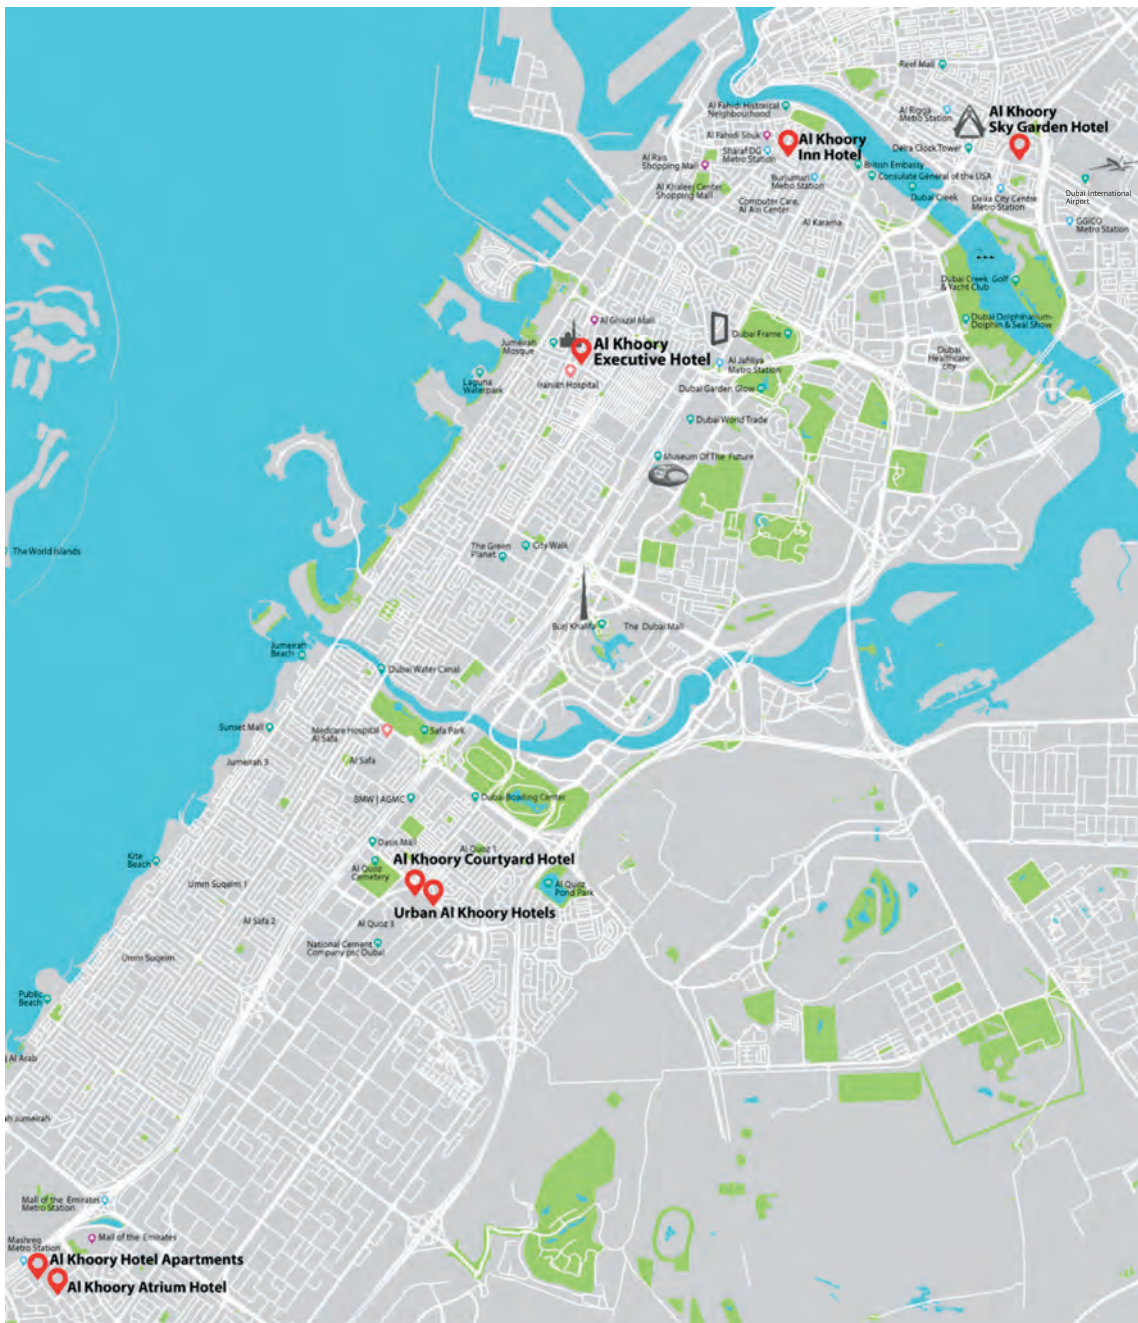 Reef Mall
Al Fahidi Historical
Neighbourhood
Al Rigga
Metro Station
Al Khoory
Sky Garden Hotel
Al Fahidi Souk
Al Khoory
Inn Hotel
Sharaf DG
Metro Station
Deira Clock Tower
Al Rais
Shopping Mall
British Embassy
Consulate General of the USA
Burjuman
Metro Station
Al Khaleej Center
Shopping Mall
Dubai Creek
Deira City Centre
Metro Station
Dubai International
Airport
Computer Care,
Al Ain Center
Al Karama
GGICO
Metro Station
Dubai Creek Golf
& Yacht Club
Al Ghazal Mall
Dubai Dolphinarium-
Dolphin & Seal Show
Dubai Frame
Jumeirah
Mosque
Al Khoory
Executive Hotel
Dubai
Healthcare
city
Al Jafiliya
Metro Station
Laguna
Waterpark
Iranian Hospital
Dubai Garden Glow
Dubai World Trade
Museum Of The Future
The World Islands
The Green
Planet
City Walk
Burj Khalifa
The Dubai Mall
Jumeirah
Beach
Dubai Water Canal
Sunset Mall
Medcare Hospital
Al Safa
Safa Park
Jumeirah 3
Al Safa
BMW | AGMC
Dubai Bowling Center
Oasis Mall
Al Quoz 1
Kite
Beach
Al Khoory Courtyard Hotel
Al Quoz
Cemetery
Umm Suqeim 1
Al Quoz
Pond Park
Urban Al Khoory Hotels
Al Safa 2
Al Quoz 3
National Cement
Company psc Dubai
Umm Suqeim
Public
Beach
j Al Arab
ah Jumeirah
Mall of the Emirates
Metro Station
Mashreq
Metro Station
Mall of the Emirates
Al Khoory Hotel Apartments
Al Khoory Atrium Hotel